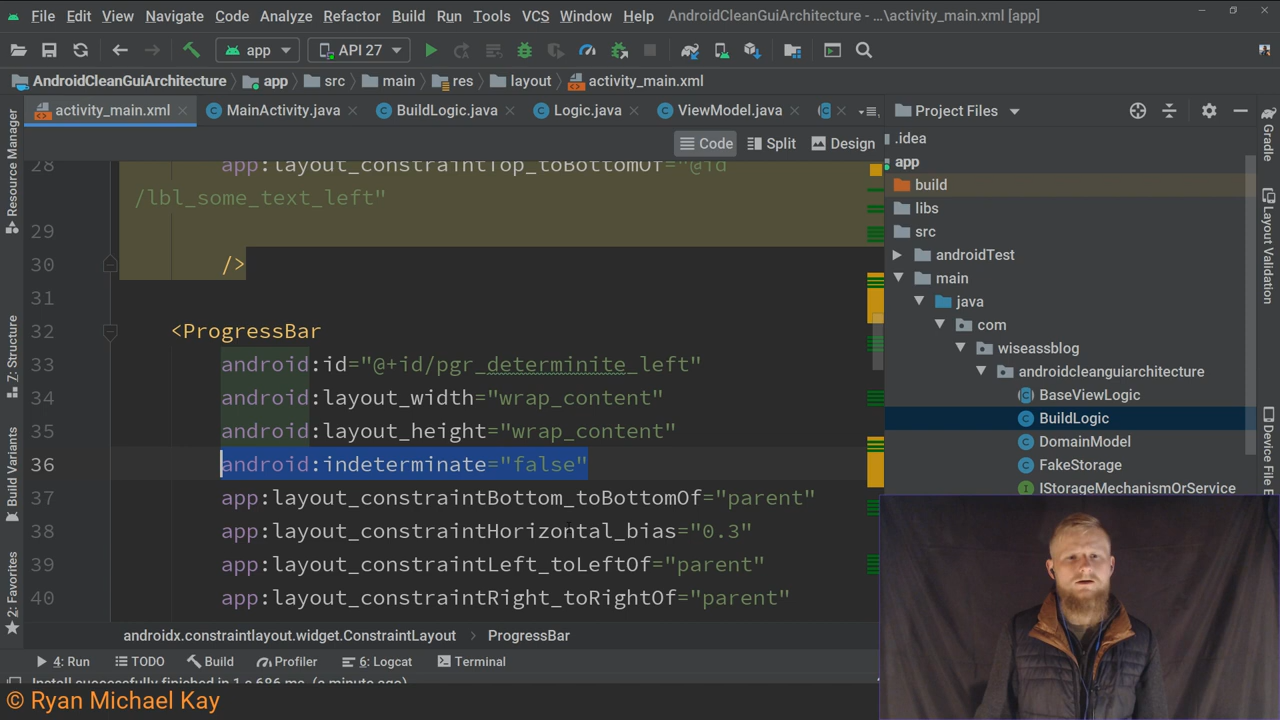 File Edit View Navigate Code Analyze Refactor Build Run Tools VCS Window Help AndroidCleanGuiArchitecture - ...\activity_main.xml [app]
app API 27
AndroidCleanGuiArchitecture app src main res layout activity_main.xml
activity_main.xml MainActivity.java BuildLogic.java Logic.java ViewModel.java Project Files
Code Split Design
28 app:layout_constraintTop_toBottomOf="@id
/lbl_some_text_left"
29
30 />
31
32 <ProgressBar
33 android:id="@+id/pgr_determinite_left"
34 android:layout_width="wrap_content"
35 android:layout_height="wrap_content"
36 android:indeterminate="false"
37 app:layout_constraintBottom_toBottomOf="parent"
38 app:layout_constraintHorizontal_bias="0.3"
39 app:layout_constraintLeft_toLeftOf="parent"
40 app:layout_constraintRight_toRightOf="parent"
androidx.constraintlayout.widget.ConstraintLayout ProgressBar
4: Run TODO Build Profiler 6: Logcat Terminal
Install successfully finished in 1 s 686 ms. (a minute ago)
© Ryan Michael Kay
.idea
app
build
libs
src
androidTest
main
java
com
wiseassblog
androidcleanguiarchitecture
BaseViewLogic
BuildLogic
DomainModel
FakeStorage
IStorageMechanismOrService
Resource Manager
7: Structure
Build Variants
2: Favorites
Gradle
Layout Validation
Device File E